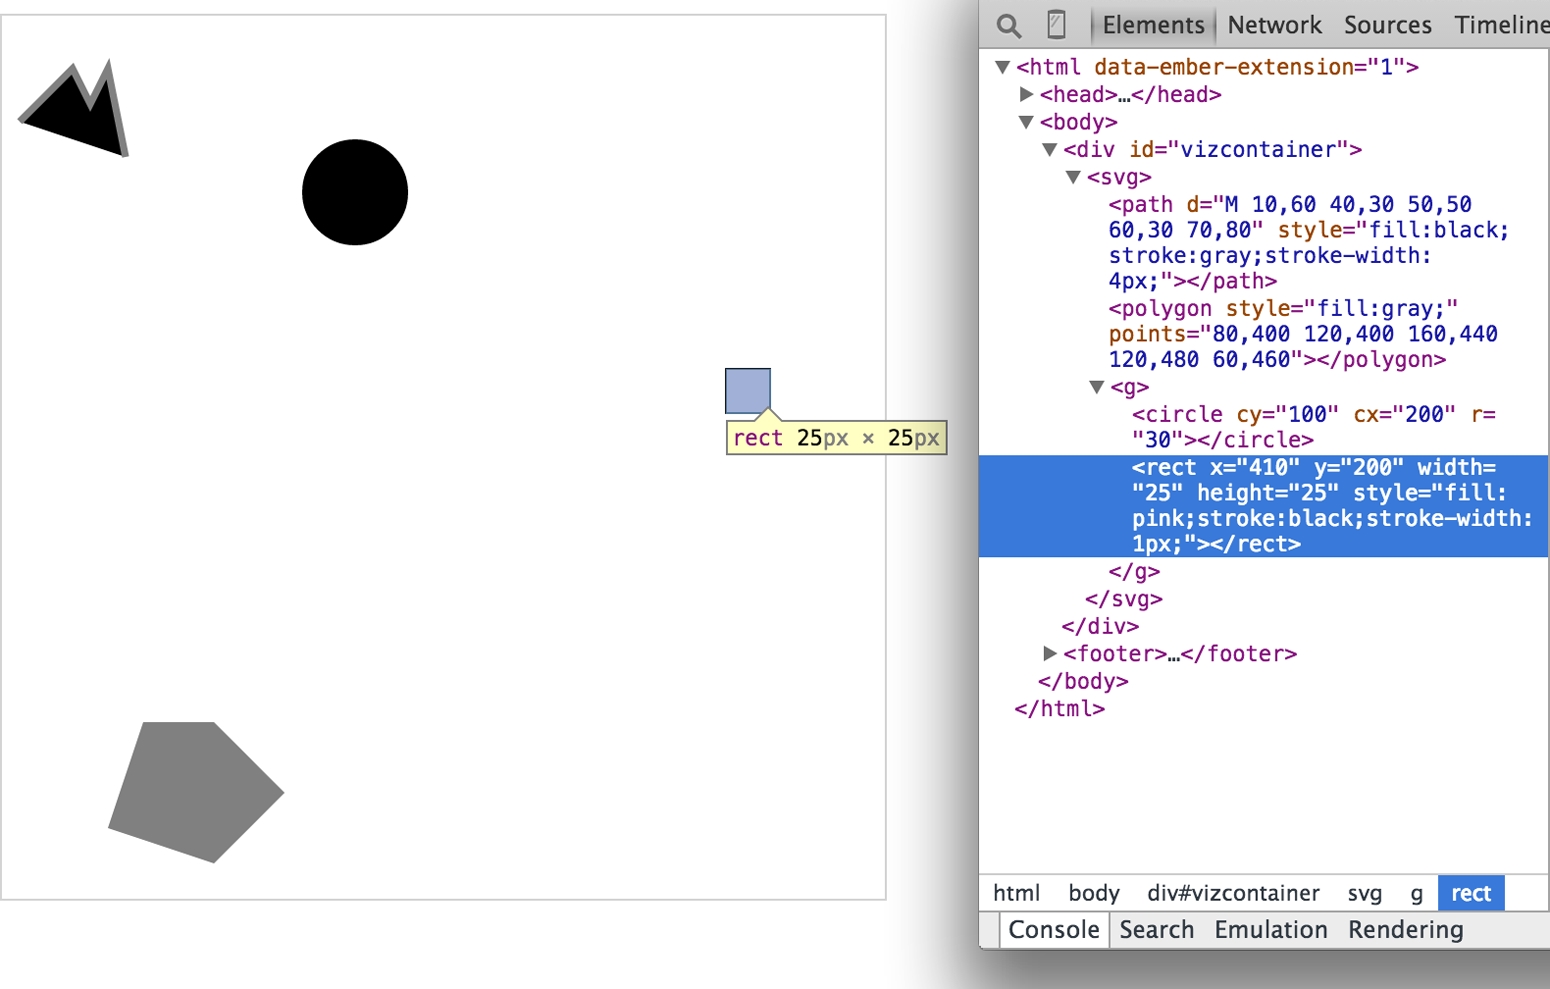 Elements Network Sources Timeline
<html data-ember-extension="1">
<head>…</head>
<body>
<div id="vizcontainer">
<svg>
<path d="M 10,60 40,30 50,50
60,30 70,80" style="fill:black;
stroke:gray;stroke-width:
4px;"></path>
<polygon style="fill:gray;"
points="80,400 120,400 160,440
120,480 60,460"></polygon>
<g>
<circle cy="100" cx="200" r=
"30"></circle>
<rect x="410" y="200" width=
"25" height="25" style="fill:
pink;stroke:black;stroke-width:
1px;"></rect>
</g>
</svg>
</div>
<footer>…</footer>
</body>
</html>
rect 25px × 25px
html body div#vizcontainer svg g rect
Console Search Emulation Rendering